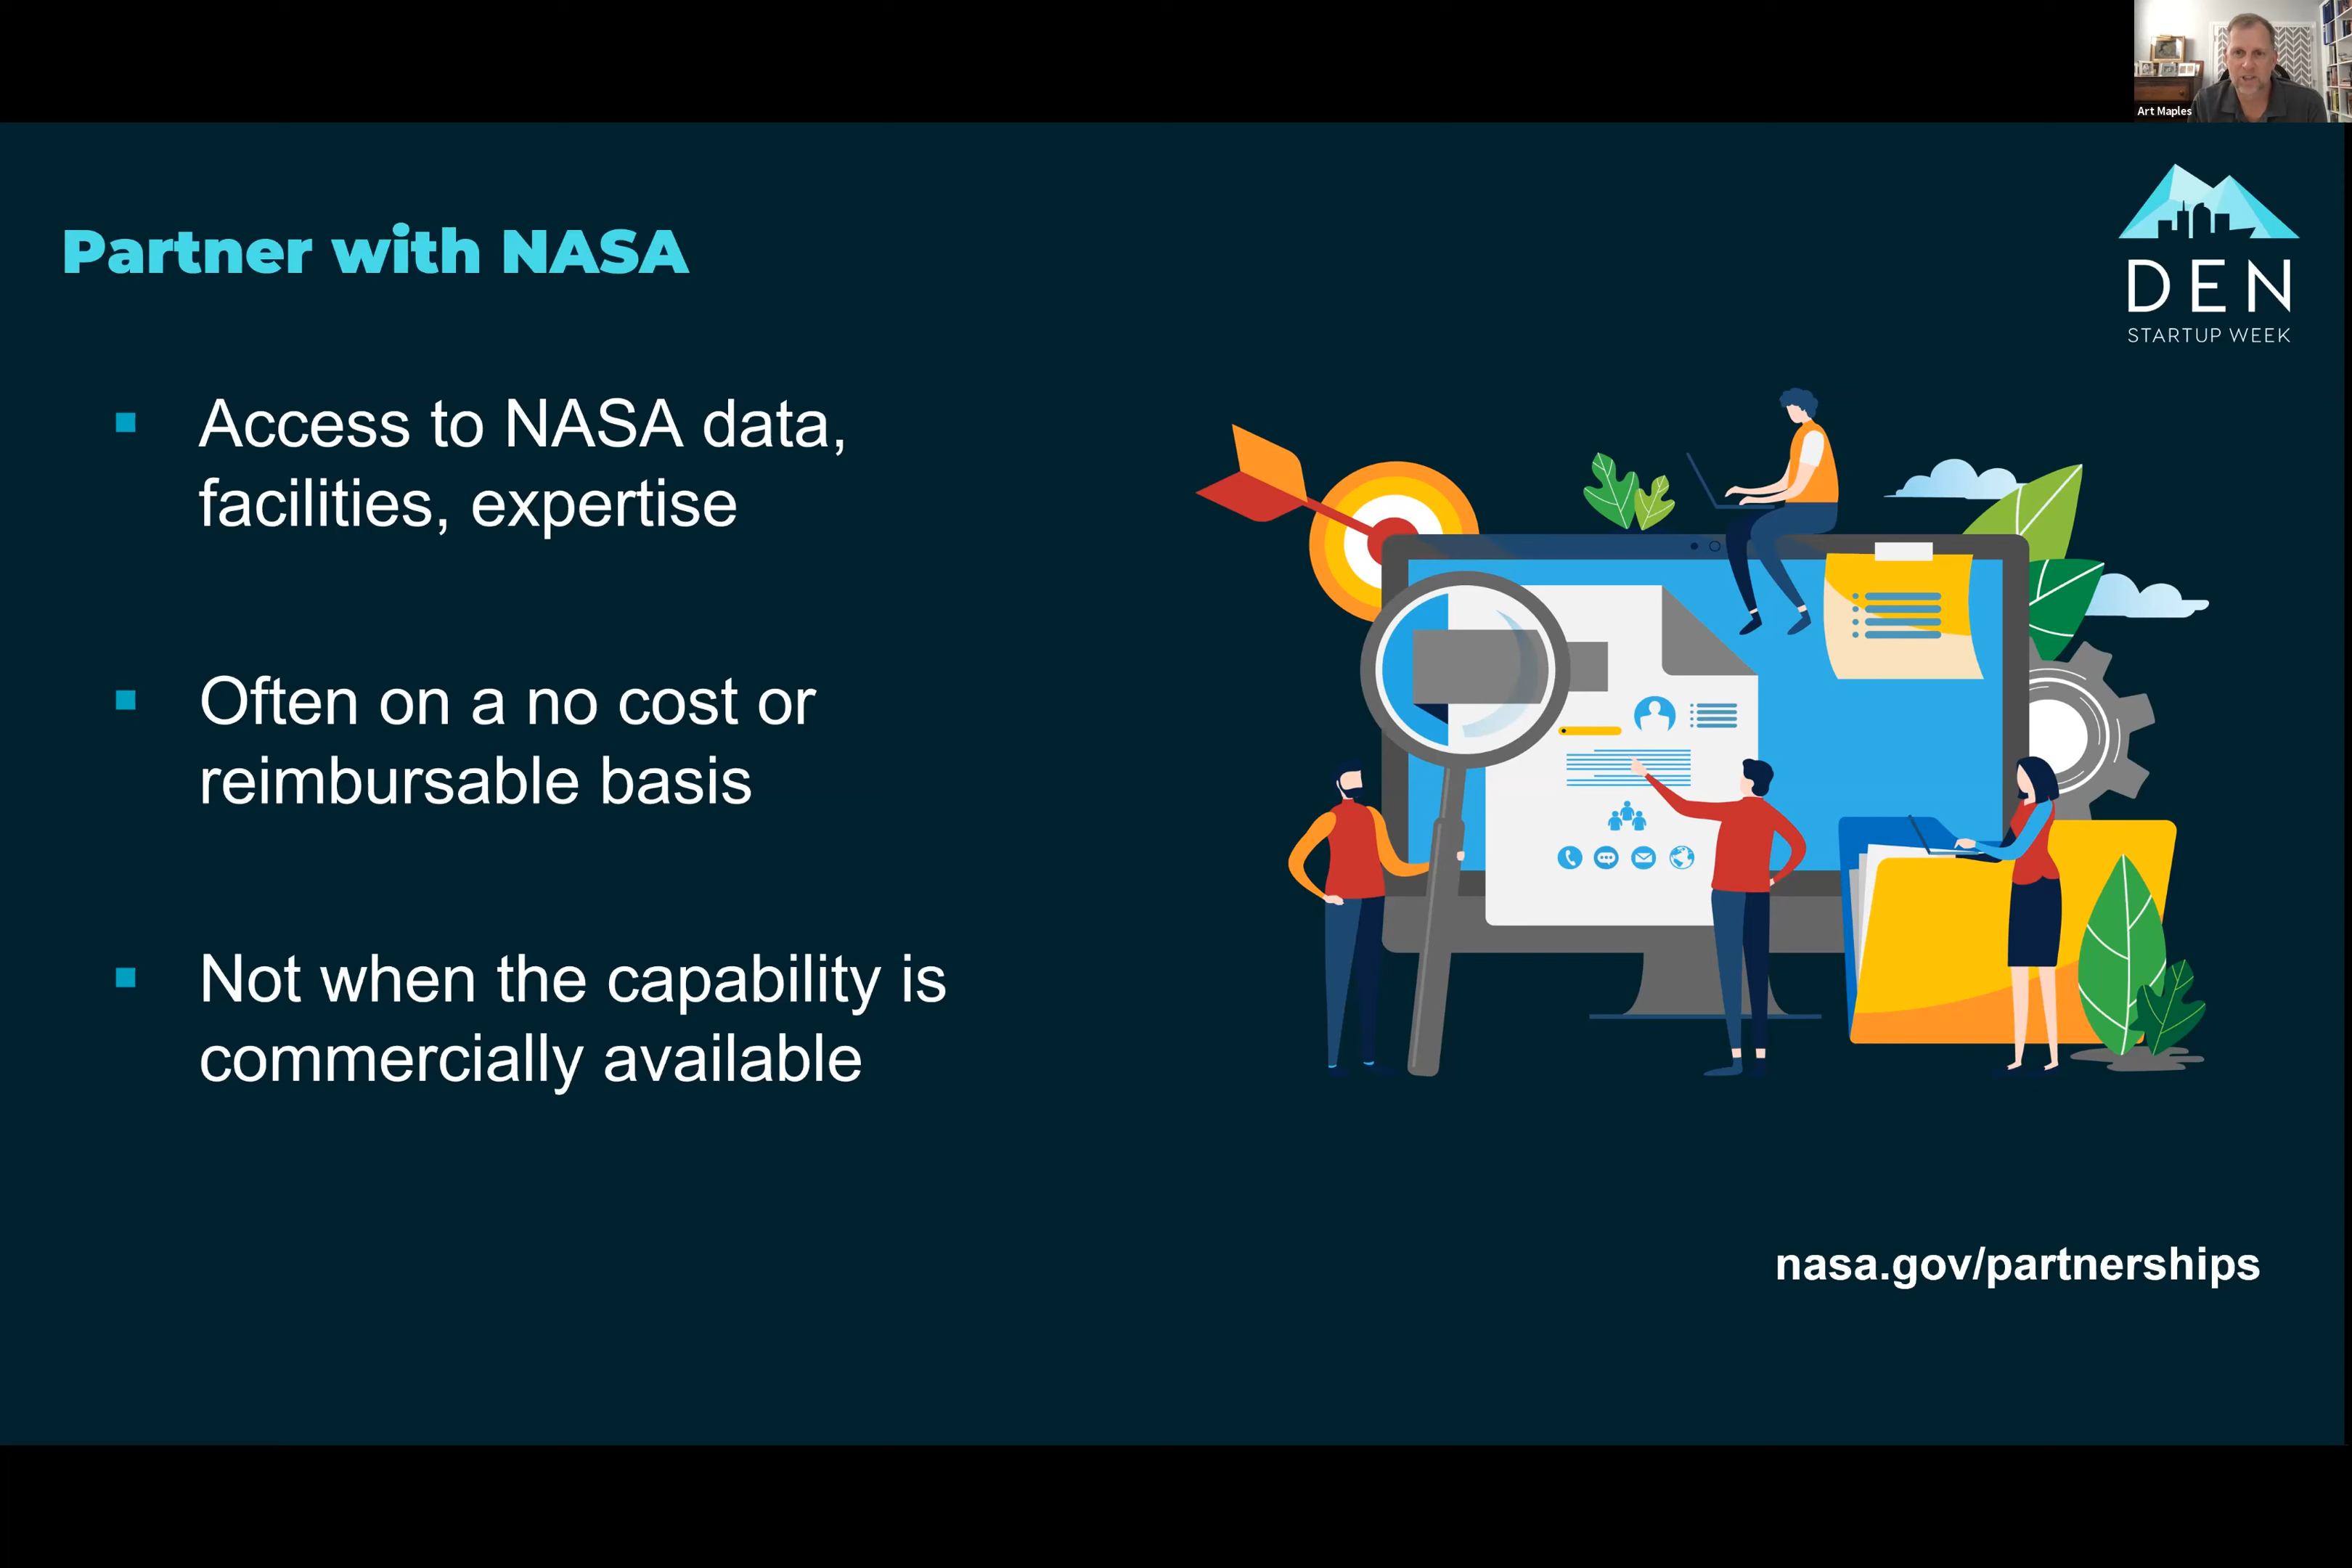 Art Maples
Partner with NASA
DEN
STARTUP WEEK
Access to NASA data,
facilities, expertise
Often on a no cost or
reimbursable basis
Not when the capability is
commercially available
nasa.gov/partnerships